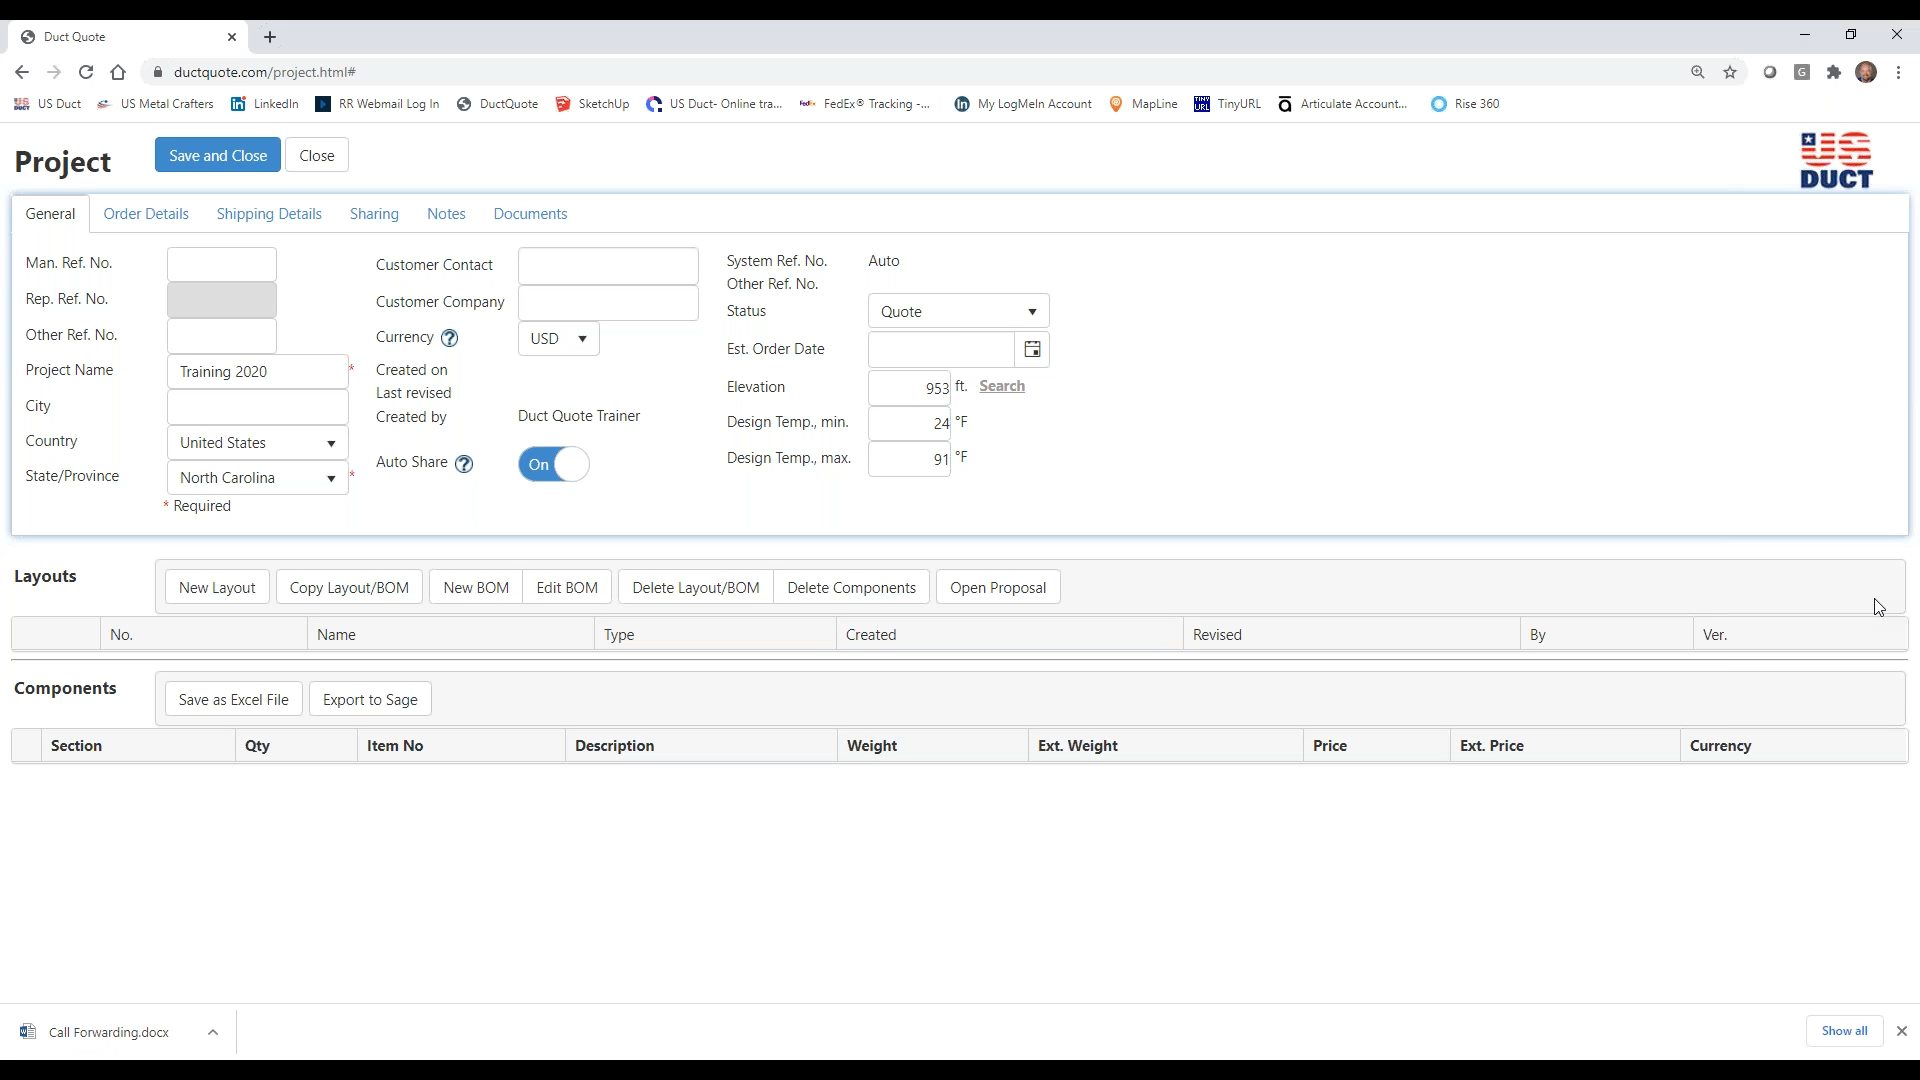 Duct Quote
ductquote.com/project.html#
US Duct US Metal Crafters LinkedIn RR Webmail Log In DuctQuote SketchUp US Duct- Online tra... FedEx® Tracking -... My LogMeIn Account MapLine TinyURL Articulate Account... Rise 360
Project Save and Close Close
US DUCT
General Order Details Shipping Details Sharing Notes Documents
Man. Ref. No. Customer Contact System Ref. No. Auto
Other Ref. No.
Rep. Ref. No. Customer Company Status Quote
Other Ref. No. Currency USD Est. Order Date
Project Name Training 2020 * Created on Elevation 953 ft. Search
Last revised
City Created by Duct Quote Trainer Design Temp., min. 24 °F
Country United States Auto Share On Design Temp., max. 91 °F
State/Province North Carolina *
* Required
Layouts New Layout Copy Layout/BOM New BOM Edit BOM Delete Layout/BOM Delete Components Open Proposal
No. Name Type Created Revised By Ver.
Components Save as Excel File Export to Sage
Section Qty Item No Description Weight Ext. Weight Price Ext. Price Currency
Call Forwarding.docx Show all